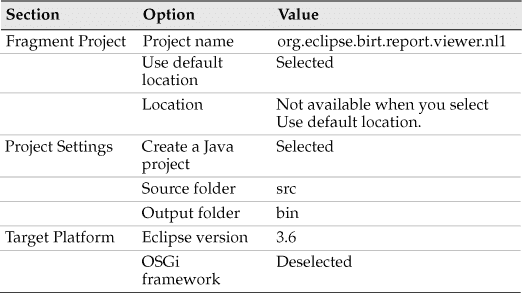 Section Option Value
Fragment Project Project name org.eclipse.birt.report.viewer.nl1
Use default Selected
location
Location Not available when you select
Use default location.
Project Settings Create a Java Selected
project
Source folder src
Output folder bin
Target Platform Eclipse version 3.6
OSGi Deselected
framework